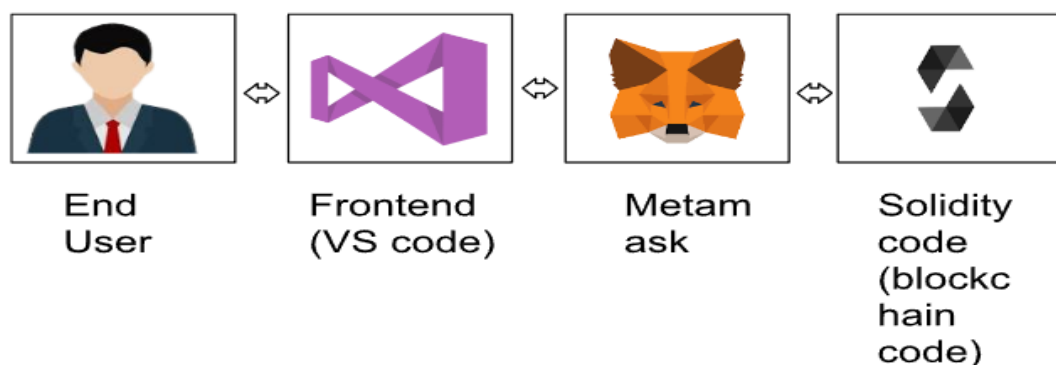 End
User
Frontend
(VS code)
Metam
ask
Solidity
code
(blockc
hain
code)